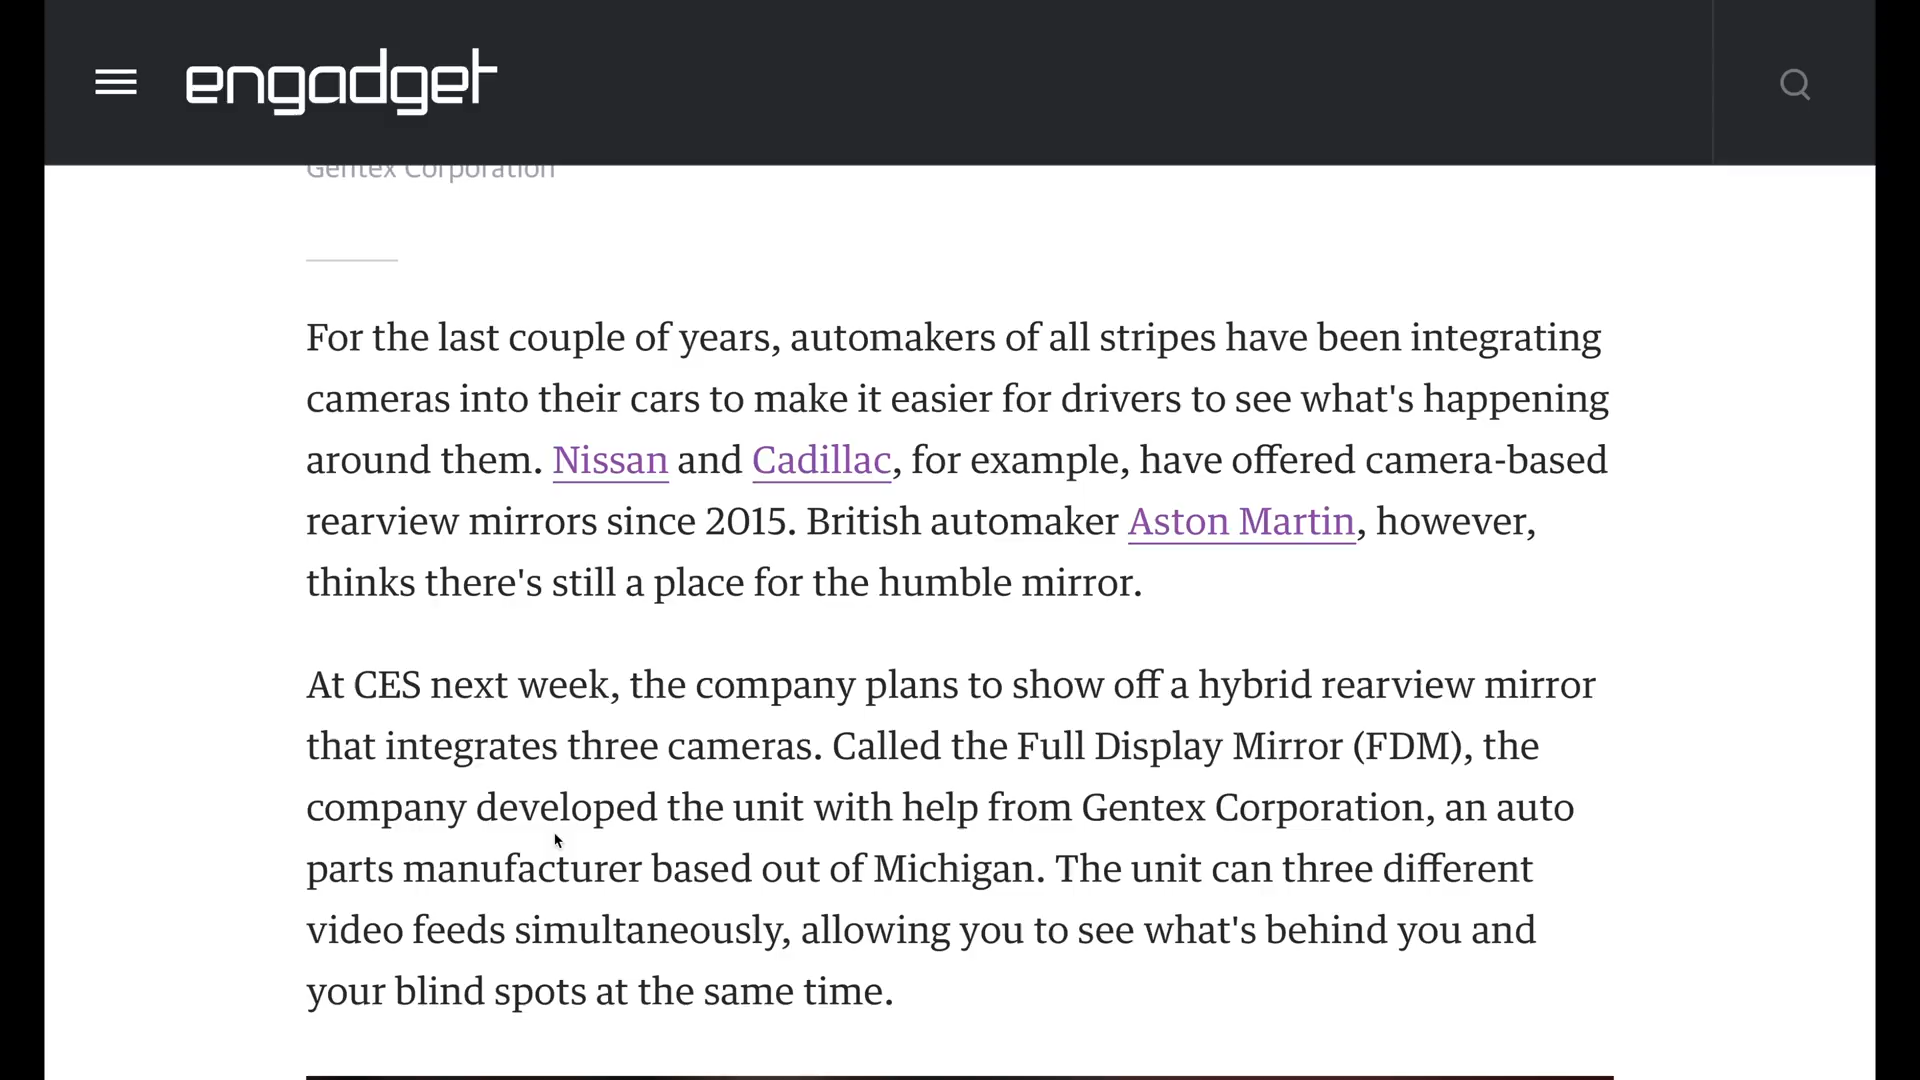 engadget
Gentex Corporation
For the last couple of years, automakers of all stripes have been integrating
cameras into their cars to make it easier for drivers to see what's happening
around them. Nissan and Cadillac, for example, have offered camera-based
rearview mirrors since 2015. British automaker Aston Martin, however,
thinks there's still a place for the humble mirror.
At CES next week, the company plans to show off a hybrid rearview mirror
that integrates three cameras. Called the Full Display Mirror (FDM), the
company developed the unit with help from Gentex Corporation, an auto
parts manufacturer based out of Michigan. The unit can three different
video feeds simultaneously, allowing you to see what's behind you and
your blind spots at the same time.